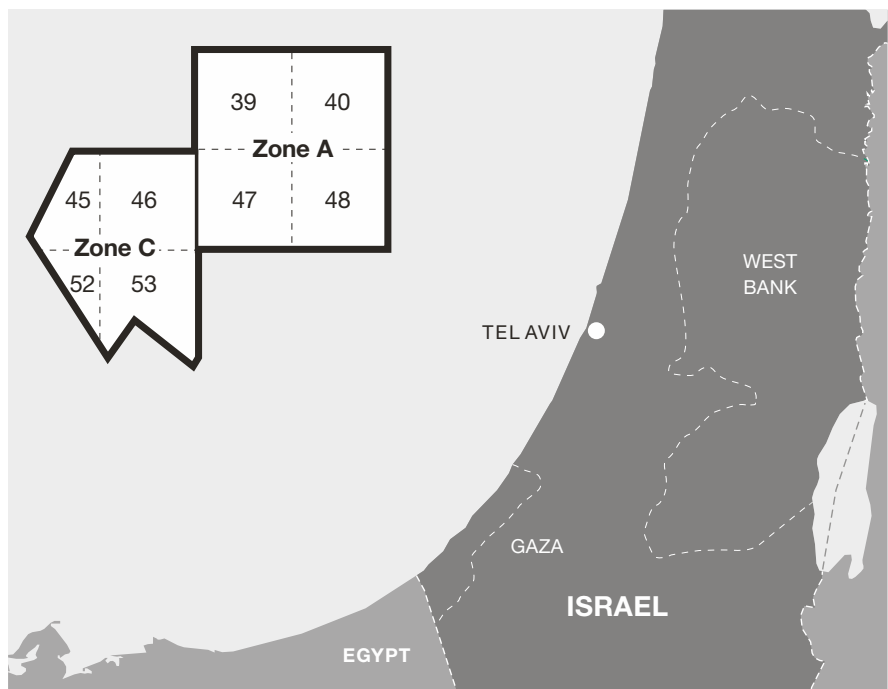 39 40
Zone A
47 48
45 46
Zone C
52 53
WEST
BANK
TEL AVIV
GAZA
ISRAEL
EGYPT